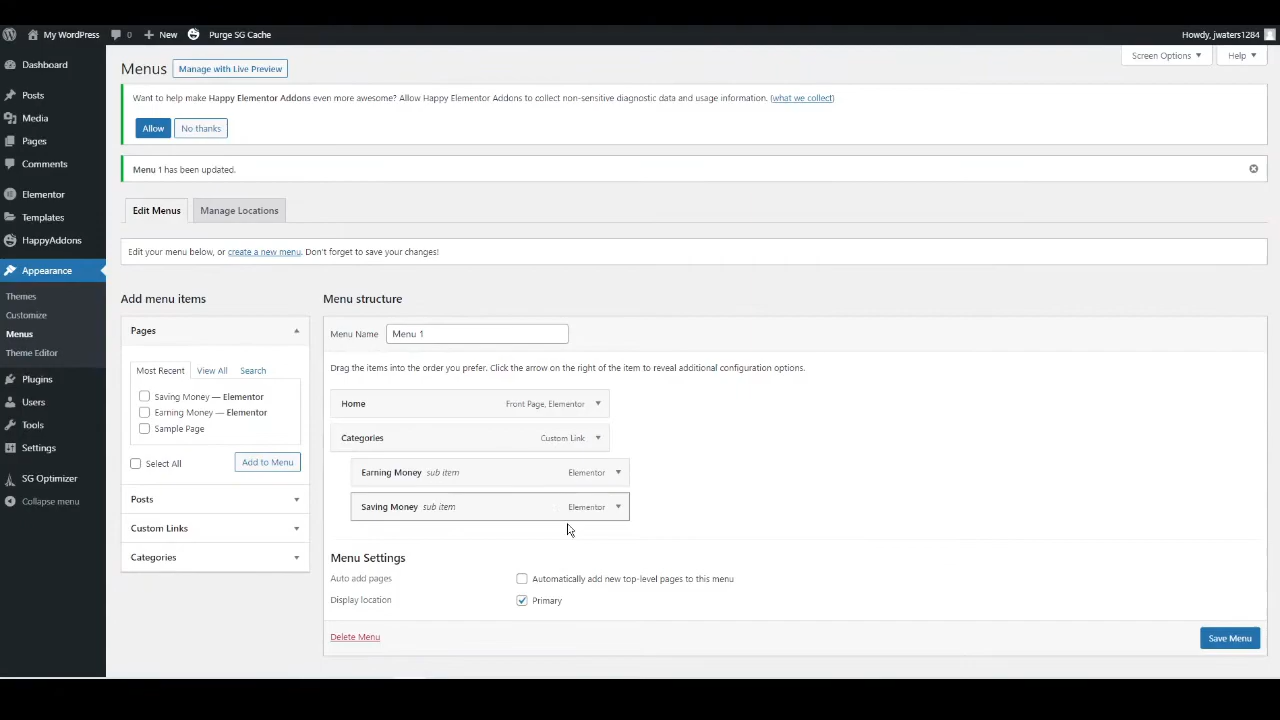 My WordPress 0 New Purge SG Cache Howdy, jwaters1284
Screen Options Help
Dashboard
Posts
Media
Pages
Comments
Elementor
Templates
HappyAddons
Appearance
Themes
Customize
Menus
Theme Editor
Plugins
Users
Tools
Settings
SG Optimizer
Collapse menu
Menus Manage with Live Preview
Want to help make Happy Elementor Addons even more awesome? Allow Happy Elementor Addons to collect non-sensitive diagnostic data and usage information. (what we collect)
Allow No thanks
Menu 1 has been updated.
Edit Menus Manage Locations
Edit your menu below, or create a new menu. Don't forget to save your changes!
Add menu items
Pages
Most Recent View All Search
Saving Money — Elementor
Earning Money — Elementor
Sample Page
Select All Add to Menu
Posts
Custom Links
Categories
Menu structure
Menu Name Menu 1
Drag the items into the order you prefer. Click the arrow on the right of the item to reveal additional configuration options.
Home Front Page, Elementor
Categories Custom Link
Earning Money sub item Elementor
Saving Money sub item Elementor
Menu Settings
Auto add pages Automatically add new top-level pages to this menu
Display location Primary
Delete Menu Save Menu